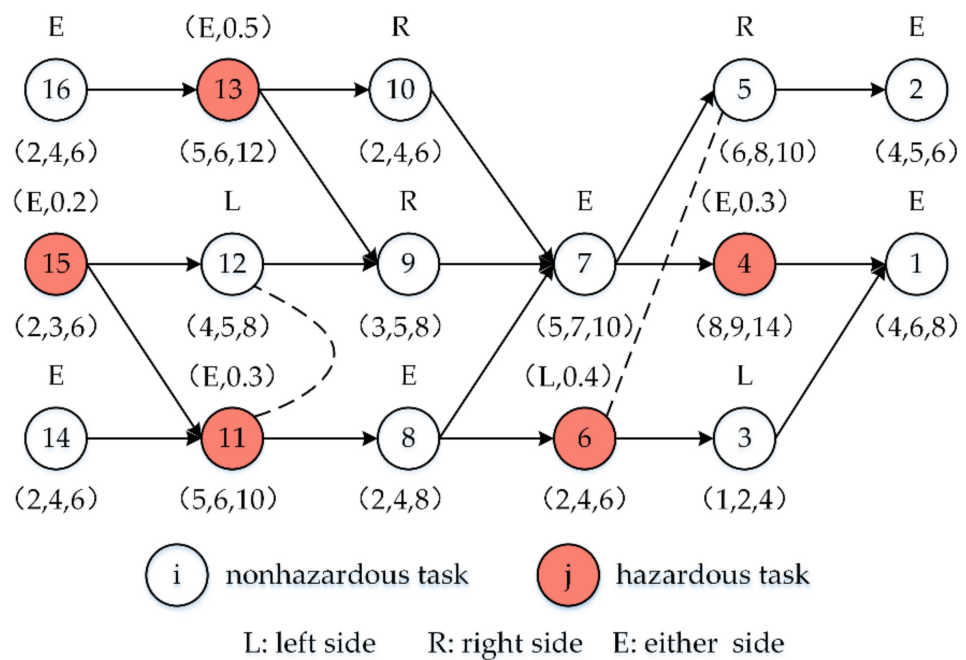 E (E,0.5) R R E
16 13 10 5 2
(2,4,6) (5,6,12) (2,4,6) (6,8,10) (4,5,6)
(E,0.2) L R E (E,0.3) E
15 12 9 7 4 1
(2,3,6) (4,5,8) (3,5,8) (5,7,10) (8,9,14) (4,6,8)
E (E,0.3) E (L,0.4) L
14 11 8 6 3
(2,4,6) (5,6,10) (2,4,8) (2,4,6) (1,2,4)
i nonhazardous task j hazardous task
L: left side R: right side E: either side